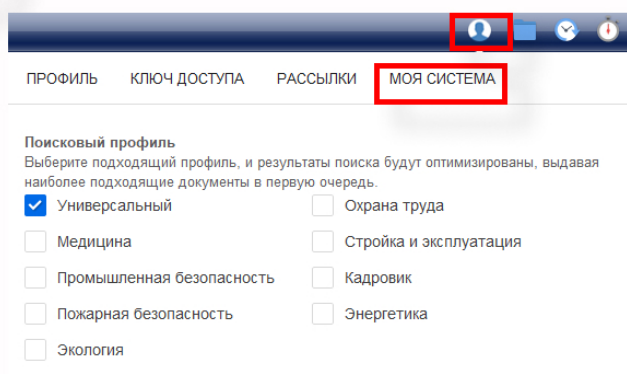 ПРОФИЛЬ КЛЮЧ ДОСТУПА РАССЫЛКИ МОЯ СИСТЕМА
Поисковый профиль
Выберите подходящий профиль, и результаты поиска будут оптимизированы, выдавая
наиболее подходящие документы в первую очередь.
Универсальный Охрана труда
Медицина Стройка и эксплуатация
Промышленная безопасность Кадровик
Пожарная безопасность Энергетика
Экология